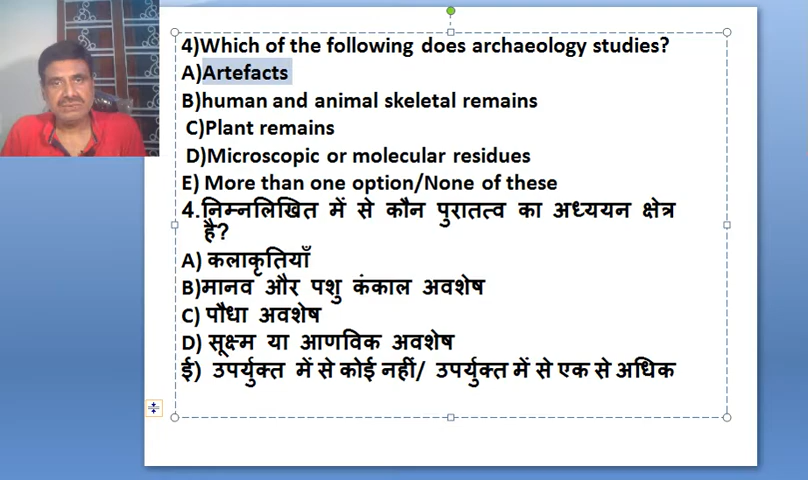 4)Which of the following does archaeology studies?
A)Artefacts
B)human and animal skeletal remains
C)Plant remains
D)Microscopic or molecular residues
E) More than one option/None of these
4.निम्नलिखित में से कौन पुरातत्व का अध्ययन क्षेत्र
है?
A) कलाकृतियाँ
B)मानव और पशु कंकाल अवशेष
C) पौधा अवशेष
D) सूक्ष्म या आणविक अवशेष
ई) उपर्युक्त में से कोई नहीं/ उपर्युक्त में से एक से अधिक